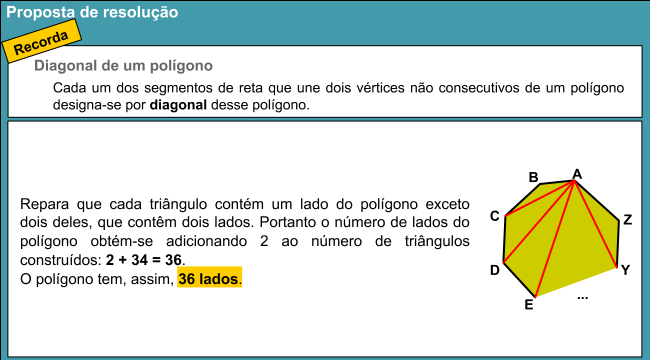 Proposta de resolução
Recorda
Diagonal de um polígono
Cada um dos segmentos de reta que une dois vértices não consecutivos de um polígono
designa-se por diagonal desse polígono.
Repara que cada triângulo contém um lado do polígono exceto
dois deles, que contêm dois lados. Portanto o número de lados do
polígono obtém-se adicionando 2 ao número de triângulos
construídos: 2 + 34 = 36.
O polígono tem, assim, 36 lados.
A
B
C
Z
D
Y
E
...